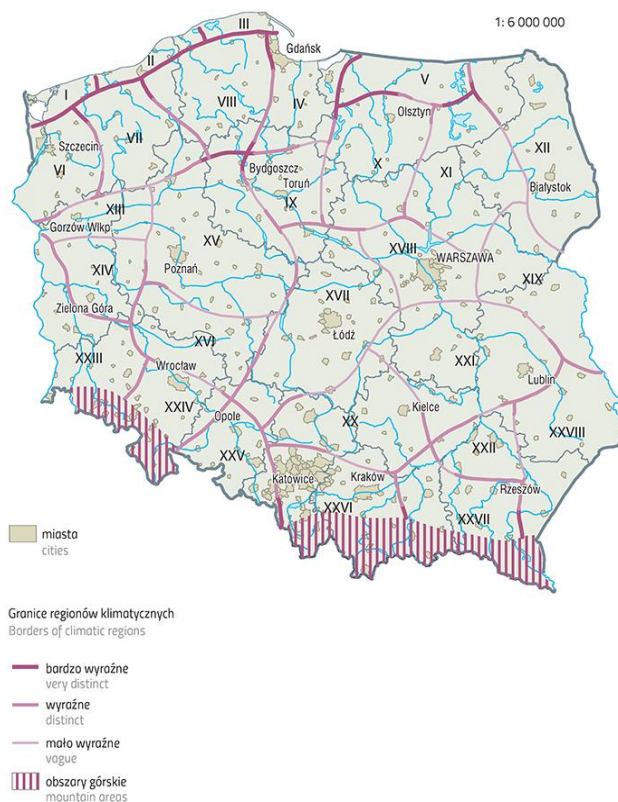 1: 6 000 000
III
Gdańsk
II
I
VIII
IV
V
Olsztyn
VII
Szczecin
VI
XII
Bydgoszcz
X
XI
Toruń
Białystok
IX
XIII
Gorzów Wlkp.
XV
XVIII
WARSZAWA
Poznań
XIV
XIX
XVII
Zielona Góra
Łódź
XVI
XXIII
Wrocław
XXI
Lublin
XXIV
Opole
XX
Kielce
XXVIII
XXII
XXV
Katowice
Kraków
Rzeszów
XXVI
XXVII
miasta
cities
Granice regionów klimatycznych
Borders of climatic regions
bardzo wyraźne
very distinct
wyraźne
distinct
mało wyraźne
vague
obszary górskie
mountain areas